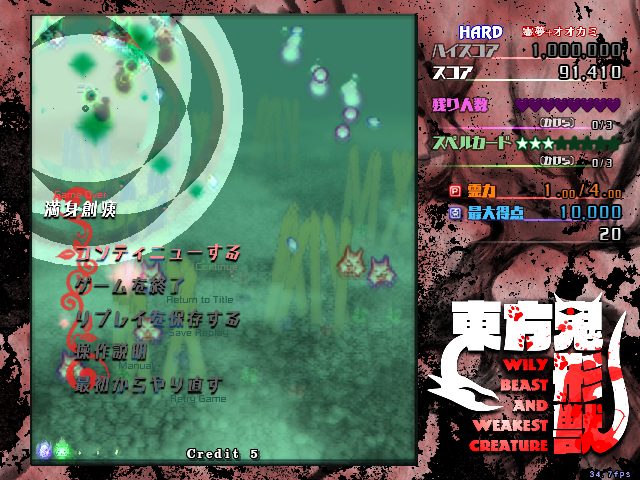 HARD 霊夢+オオカミ
ハイスコア 1,000,000
スコア 91,410
残り人数
(かけら) 0/3
スペルカード ★★★
(かけら) 0/3
P 霊力 1.00/4.00
最大得点 10,000
20
Game Over
満身創痍
コンティニューする
Continue
ゲームを終了
Return to Title
リプレイを保存する
Save Replay
操作説明
Manual
最初からやり直す
Retry Game
Credit 5
東方鬼形獣
WILY
BEAST
AND
WEAKEST
CREATURE
34.7fps